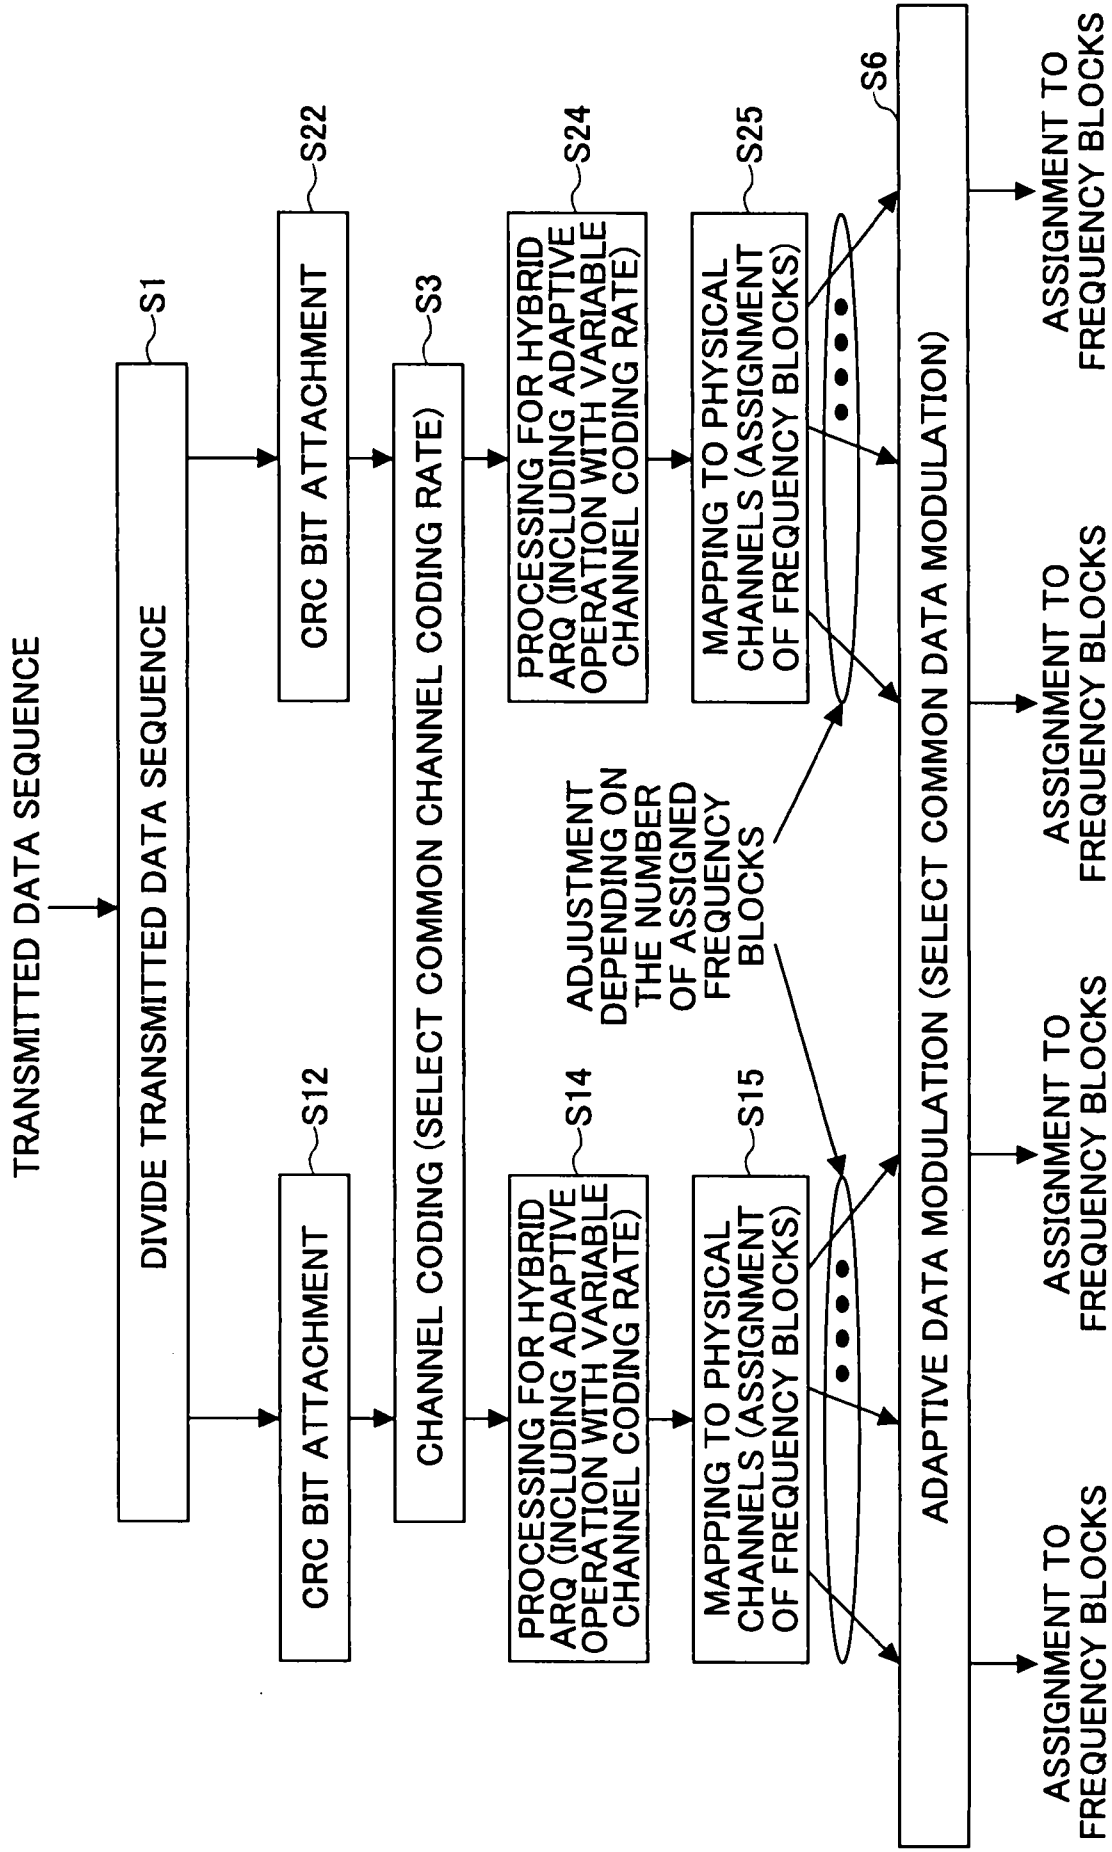 TRANSMITTED DATA SEQUENCE
DIVIDE TRANSMITTED DATA SEQUENCE
S1
CRC BIT ATTACHMENT
S12
CRC BIT ATTACHMENT
S22
CHANNEL CODING (SELECT COMMON CHANNEL CODING RATE)
S3
PROCESSING FOR HYBRID
ARQ (INCLUDING ADAPTIVE
OPERATION WITH VARIABLE
CHANNEL CODING RATE)
S14
PROCESSING FOR HYBRID
ARQ (INCLUDING ADAPTIVE
OPERATION WITH VARIABLE
CHANNEL CODING RATE)
S24
MAPPING TO PHYSICAL
CHANNELS (ASSIGNMENT
OF FREQUENCY BLOCKS)
S15
ADJUSTMENT
DEPENDING ON
THE NUMBER
OF ASSIGNED
FREQUENCY
BLOCKS
MAPPING TO PHYSICAL
CHANNELS (ASSIGNMENT
OF FREQUENCY BLOCKS)
S25
ADAPTIVE DATA MODULATION (SELECT COMMON DATA MODULATION)
S6
ASSIGNMENT TO
FREQUENCY BLOCKS
ASSIGNMENT TO
FREQUENCY BLOCKS
ASSIGNMENT TO
FREQUENCY BLOCKS
ASSIGNMENT TO
FREQUENCY BLOCKS